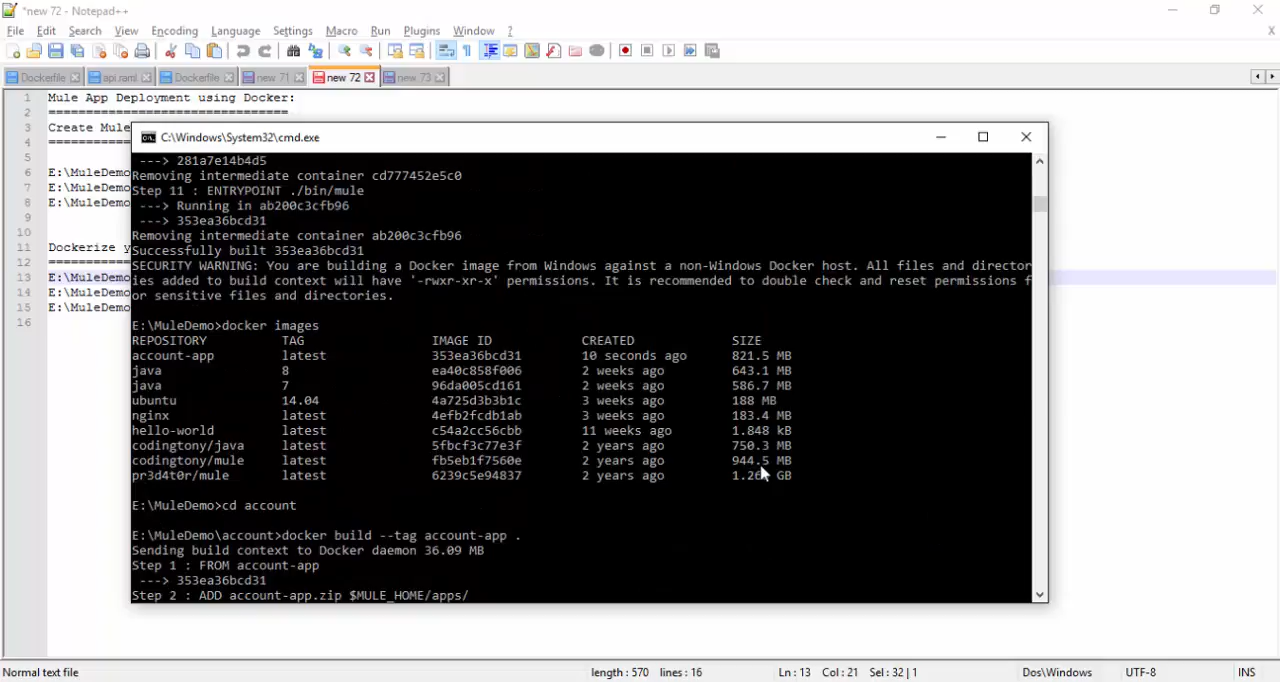 *new 72 - Notepad++
File Edit Search View Encoding Language Settings Macro Run Plugins Window ?
X
Dockerfile api.raml Dockerfile new 71 new 72 new 73
1 Mule App Deployment using Docker:
2 ================================
3 Create Mule
4 ===========
5
6 E:\MuleDemo
7 E:\MuleDemo
8 E:\MuleDemo
9
10
11 Dockerize y
12 ===========
13 E:\MuleDemo
14 E:\MuleDemo
15 E:\MuleDemo
16
C:\Windows\System32\cmd.exe
---> 281a7e14b4d5
Removing intermediate container cd777452e5c0
Step 11 : ENTRYPOINT ./bin/mule
---> Running in ab200c3cfb96
---> 353ea36bcd31
Removing intermediate container ab200c3cfb96
Successfully built 353ea36bcd31
SECURITY WARNING: You are building a Docker image from Windows against a non-Windows Docker host. All files and director
ies added to build context will have '-rwxr-xr-x' permissions. It is recommended to double check and reset permissions f
or sensitive files and directories.
E:\MuleDemo>docker images
REPOSITORY TAG IMAGE ID CREATED SIZE
account-app latest 353ea36bcd31 10 seconds ago 821.5 MB
java 8 ea40c858f006 2 weeks ago 643.1 MB
java 7 96da005cd161 2 weeks ago 586.7 MB
ubuntu 14.04 4a725d3b3b1c 3 weeks ago 188 MB
nginx latest 4efb2fcdb1ab 3 weeks ago 183.4 MB
hello-world latest c54a2cc56cbb 11 weeks ago 1.848 kB
codingtony/java latest 5fbcf3c77e3f 2 years ago 750.3 MB
codingtony/mule latest fb5eb1f7560e 2 years ago 944.5 MB
pr3d4t0r/mule latest 6239c5e94837 2 years ago GB
E:\MuleDemo>cd account
E:\MuleDemo\account>docker build --tag account-app .
Sending build context to Docker daemon 36.09 MB
Step 1 : FROM account-app
---> 353ea36bcd31
Step 2 : ADD account-app.zip $MULE_HOME/apps/
Normal text file length : 570 lines : 16 Ln : 13 Col : 21 Sel : 32 | 1 Dos\Windows UTF-8 INS